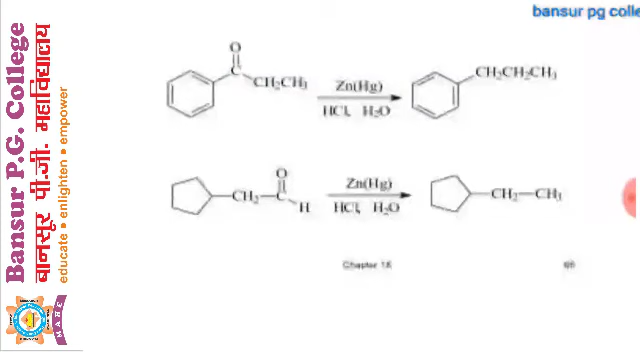 bansur pg colle
Bansur P.G. College
बानसूर पी.जी. महाविद्यालय
educate • enlighten • empower
O
C
CH2CH3
Zn(Hg)
HCl, H2O
CH2CH2CH3
O
CH2—C
H
Zn(Hg)
HCl, H2O
CH2—CH3
Chapter 18
66